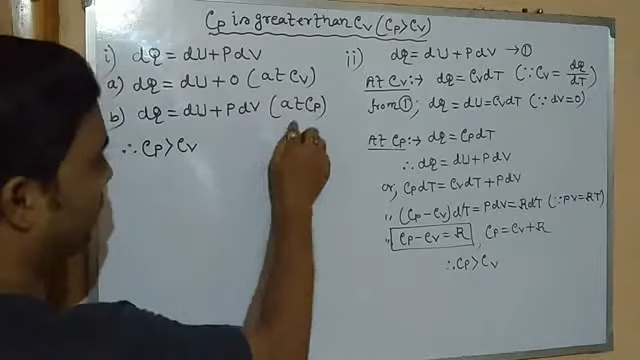 Cp is greater than Cv (Cp > Cv)
i) dQ = dU + PdV
a) dQ = dU + 0 (at Cv)
b) dQ = dU + PdV (at Cp)
∴ Cp > Cv
ii) dQ = dU + PdV → ①
At Cv :→ dQ = CvdT (∵ Cv = dQ/dT)
from ①; dQ = dU = CvdT (∵ dv = 0)
At Cp :→ dQ = CpdT
∴ dQ = dU + PdV
or, CpdT = CvdT + PdV
,, (Cp - Cv)dT = PdV = RdT (∵ PV = RT)
,, Cp - Cv = R , Cp = Cv + R
∴ Cp > Cv